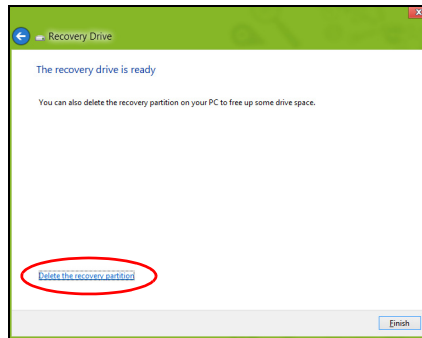 Recovery Drive
The recovery drive is ready
You can also delete the recovery partition on your PC to free up some drive space.
Delete the recovery partition
Finish